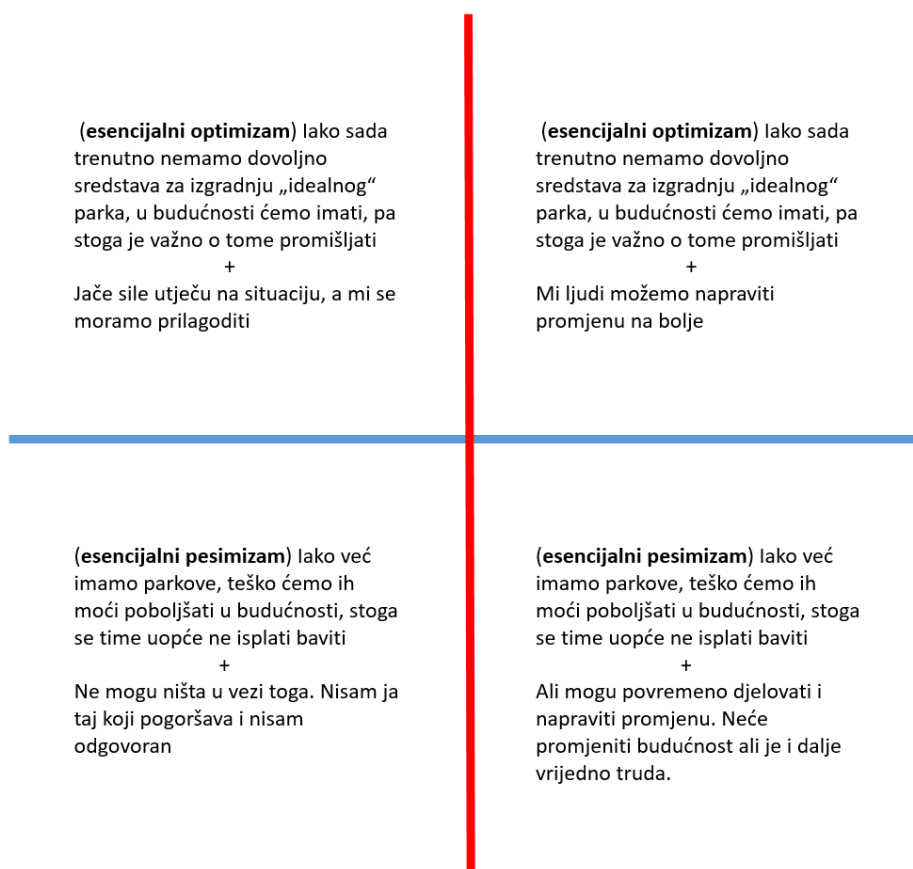 (esencijalni optimizam) Iako sada
trenutno nemamo dovoljno
sredstava za izgradnju „idealnog“
parka, u budućnosti ćemo imati, pa
stoga je važno o tome promišljati
+
Jače sile utječu na situaciju, a mi se
moramo prilagoditi
(esencijalni optimizam) Iako sada
trenutno nemamo dovoljno
sredstava za izgradnju „idealnog“
parka, u budućnosti ćemo imati, pa
stoga je važno o tome promišljati
+
Mi ljudi možemo napraviti
promjenu na bolje
(esencijalni pesimizam) Iako već
imamo parkove, teško ćemo ih
moći poboljšati u budućnosti, stoga
se time uopće ne isplati baviti
+
Ne mogu ništa u vezi toga. Nisam ja
taj koji pogoršava i nisam
odgovoran
(esencijalni pesimizam) Iako već
imamo parkove, teško ćemo ih
moći poboljšati u budućnosti, stoga
se time uopće ne isplati baviti
+
Ali mogu povremeno djelovati i
napraviti promjenu. Neće
promjeniti budućnost ali je i dalje
vrijedno truda.